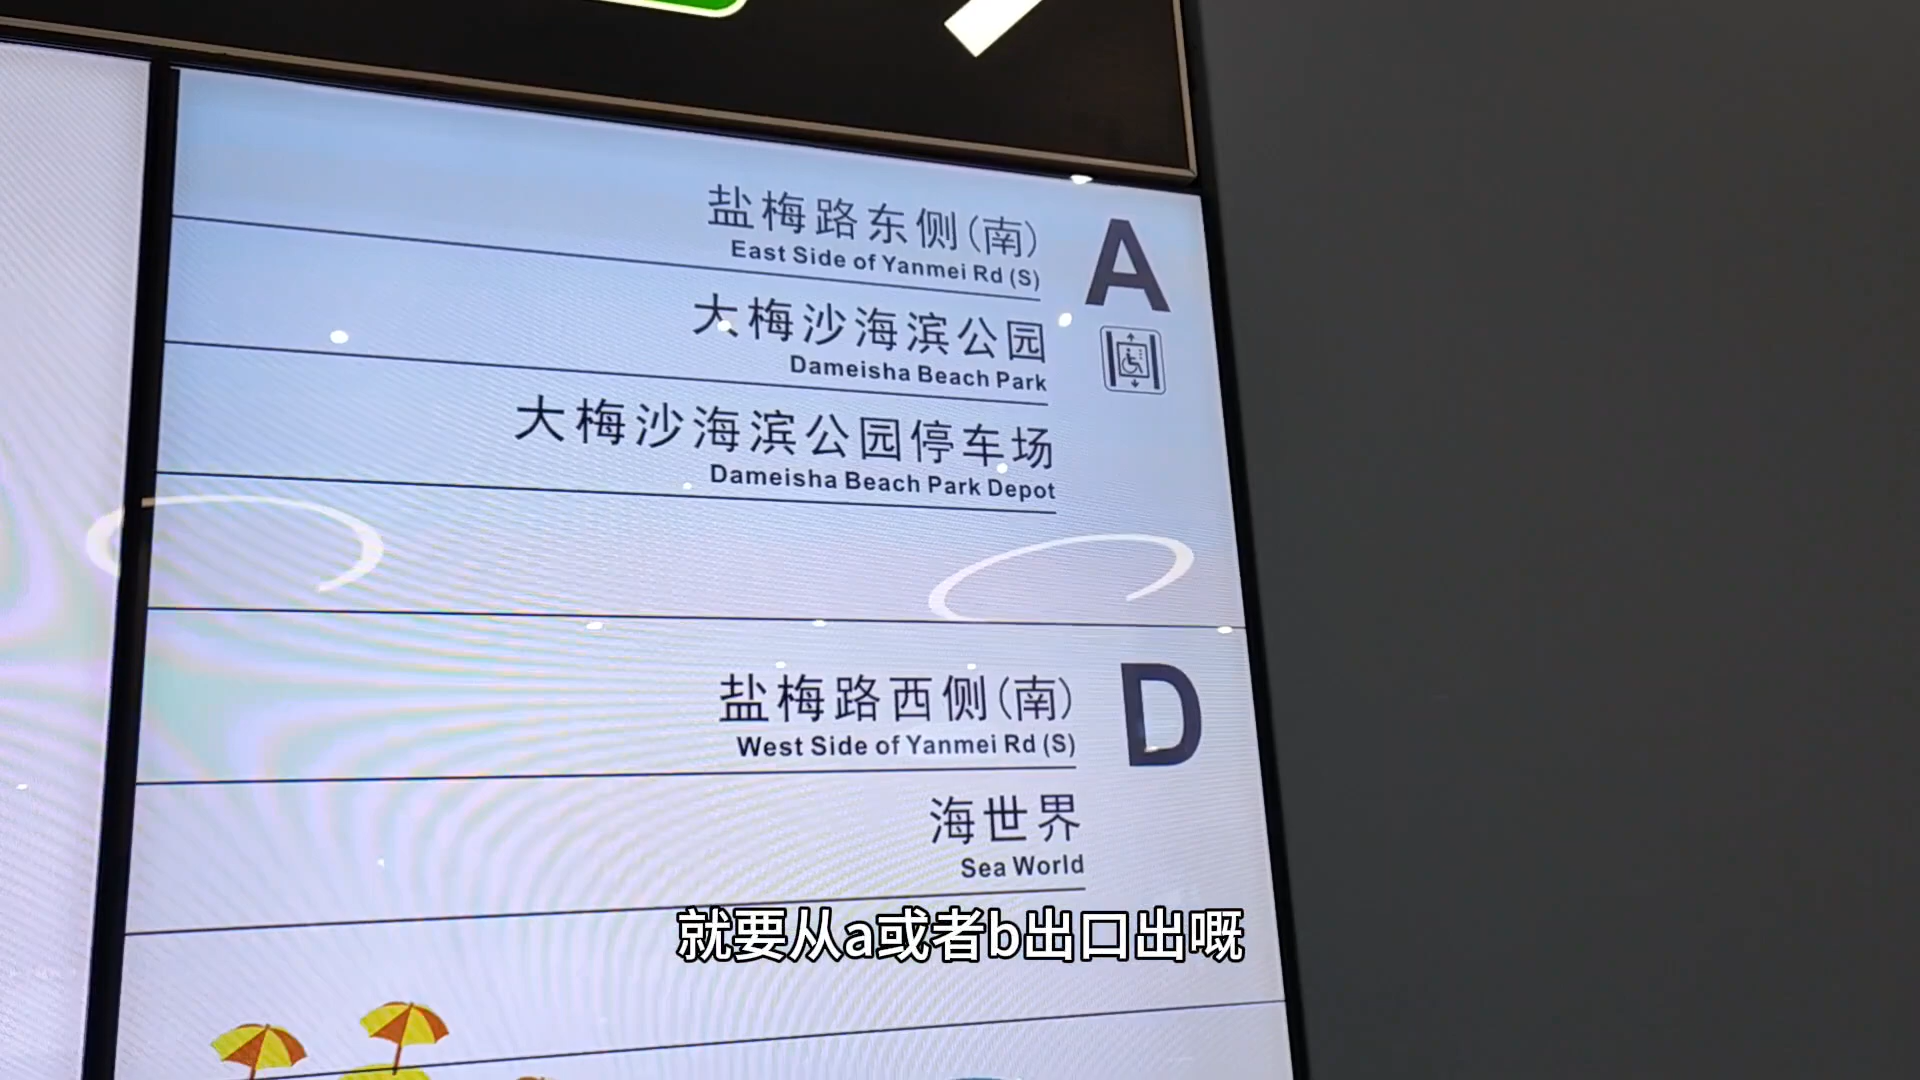 盐梅路东侧(南)
East Side of Yanmei Rd (S)
A
大梅沙海滨公园
Dameisha Beach Park
大梅沙海滨公园停车场
Dameisha Beach Park Depot
盐梅路西侧(南)
West Side of Yanmei Rd (S)
D
海世界
Sea World
就要从a或者b出口出嘅